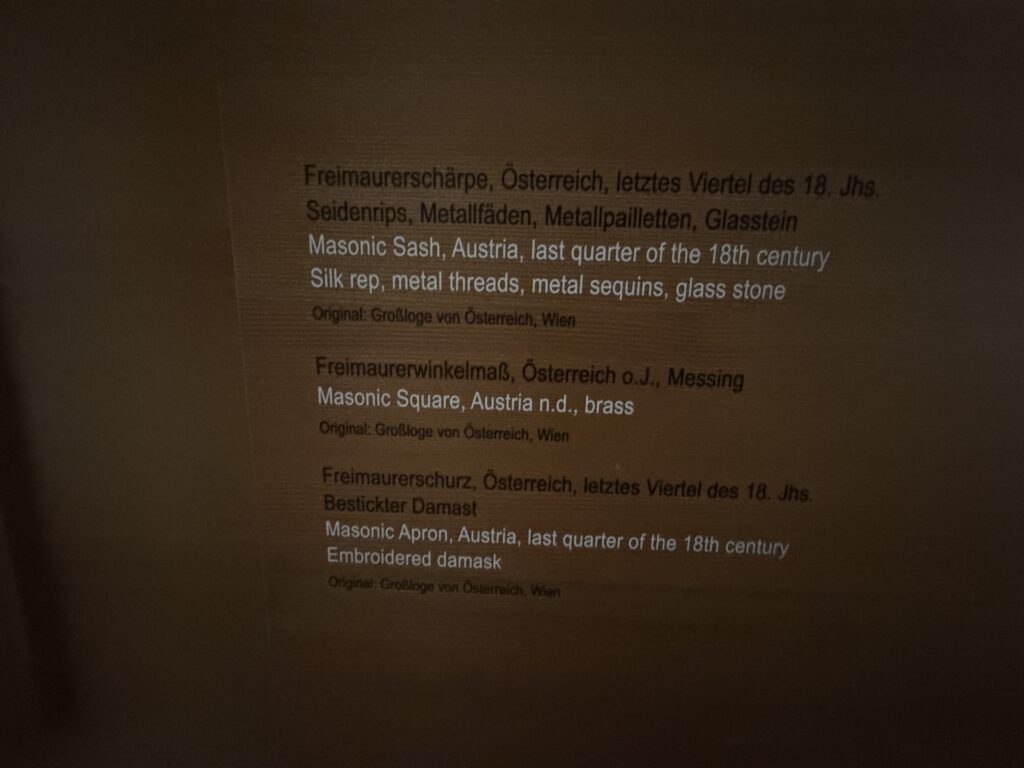 Freimaurerschärpe, Österreich, letztes Viertel des 18. Jhs.
Seidenrips, Metallfäden, Metallpailletten, Glasstein
Masonic Sash, Austria, last quarter of the 18th century
Silk rep, metal threads, metal sequins, glass stone
Original: Großloge von Österreich, Wien
Freimaurerwinkelmaß, Österreich o.J., Messing
Masonic Square, Austria n.d., brass
Original: Großloge von Österreich, Wien
Freimaurerschurz, Österreich, letztes Viertel des 18. Jhs.
Bestickter Damast
Masonic Apron, Austria, last quarter of the 18th century
Embroidered damask
Original: Großloge von Österreich, Wien